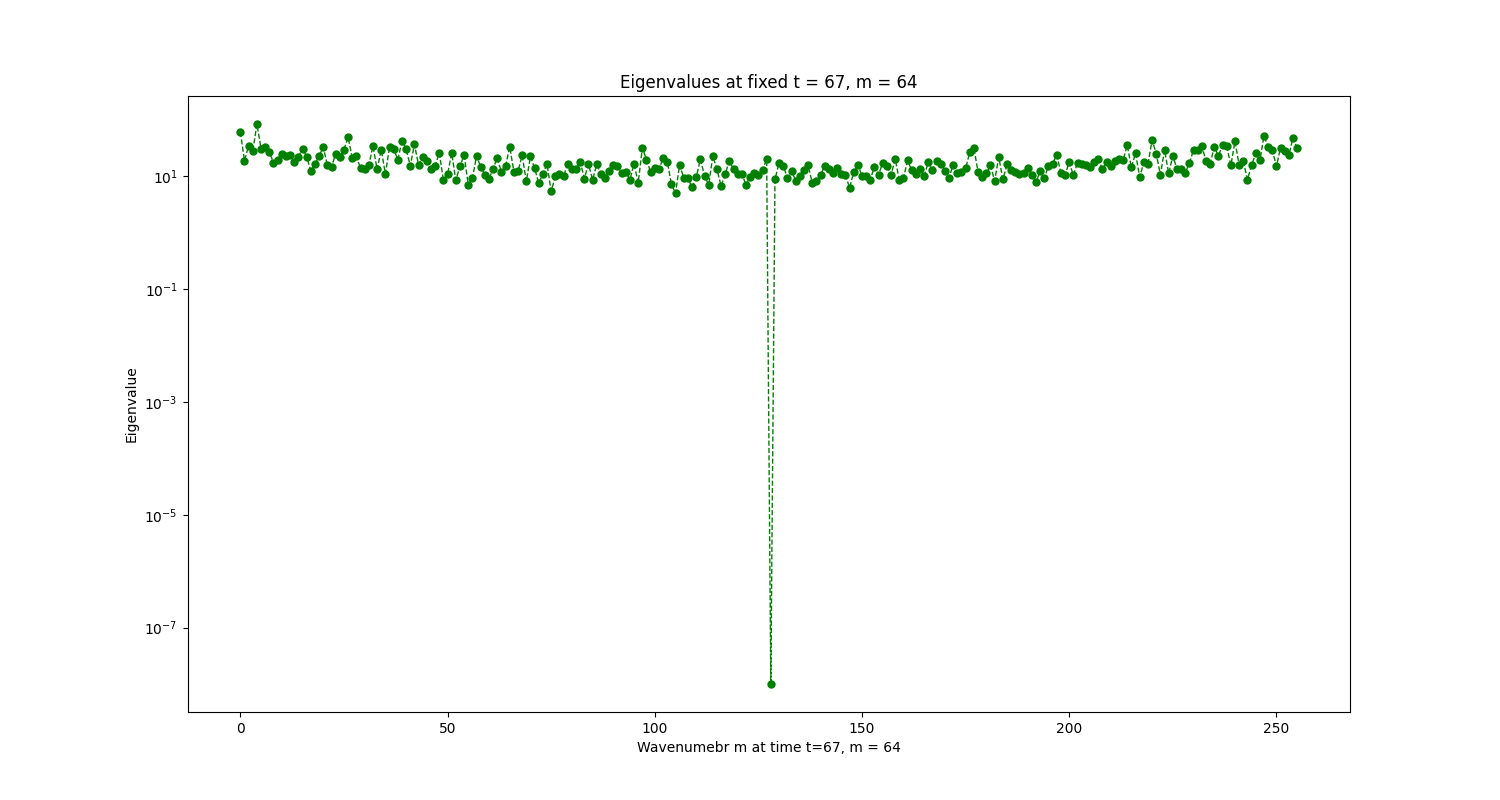 Eigenvalues at fixed t = 67, m = 64
Eigenvalue
10^1
10^-1
10^-3
10^-5
10^-7
0 50 100 150 200 250
Wavenumebr m at time t=67, m = 64